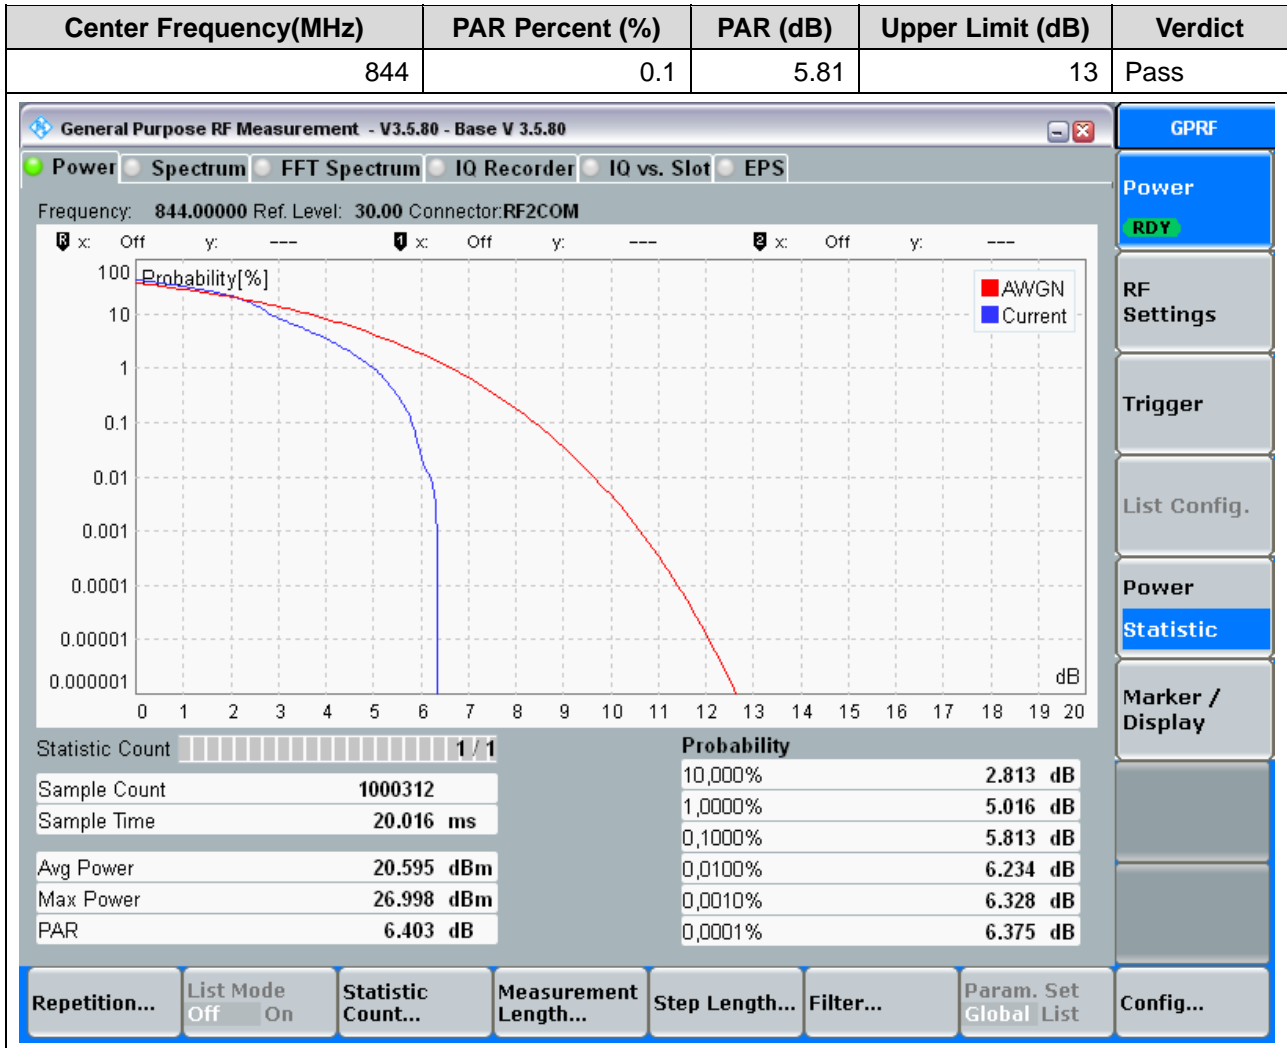 Center Frequency(MHz) PAR Percent (%) PAR (dB) Upper Limit (dB) Verdict
844 0.1 5.81 13 Pass
General Purpose RF Measurement - V3.5.80 - Base V 3.5.80
GPRF
Power Spectrum FFT Spectrum IQ Recorder IQ vs. Slot EPS
Frequency: 844.00000 Ref. Level: 30.00 Connector:RF2COM
R x: Off y: --- 1 x: Off y: --- 2 x: Off y: ---
Probability[%]
100
10
1
0.1
0.01
0.001
0.0001
0.00001
0.000001
AWGN
Current
dB
0 1 2 3 4 5 6 7 8 9 10 11 12 13 14 15 16 17 18 19 20
Statistic Count 1 / 1
Sample Count 1000312
Sample Time 20.016 ms
Avg Power 20.595 dBm
Max Power 26.998 dBm
PAR 6.403 dB
Probability
10,000% 2.813 dB
1,0000% 5.016 dB
0,1000% 5.813 dB
0,0100% 6.234 dB
0,0010% 6.328 dB
0,0001% 6.375 dB
Power
RDY
RF
Settings
Trigger
List Config.
Power
Statistic
Marker /
Display
Repetition...
List Mode
Off On
Statistic
Count...
Measurement
Length...
Step Length...
Filter...
Param. Set
Global List
Config...